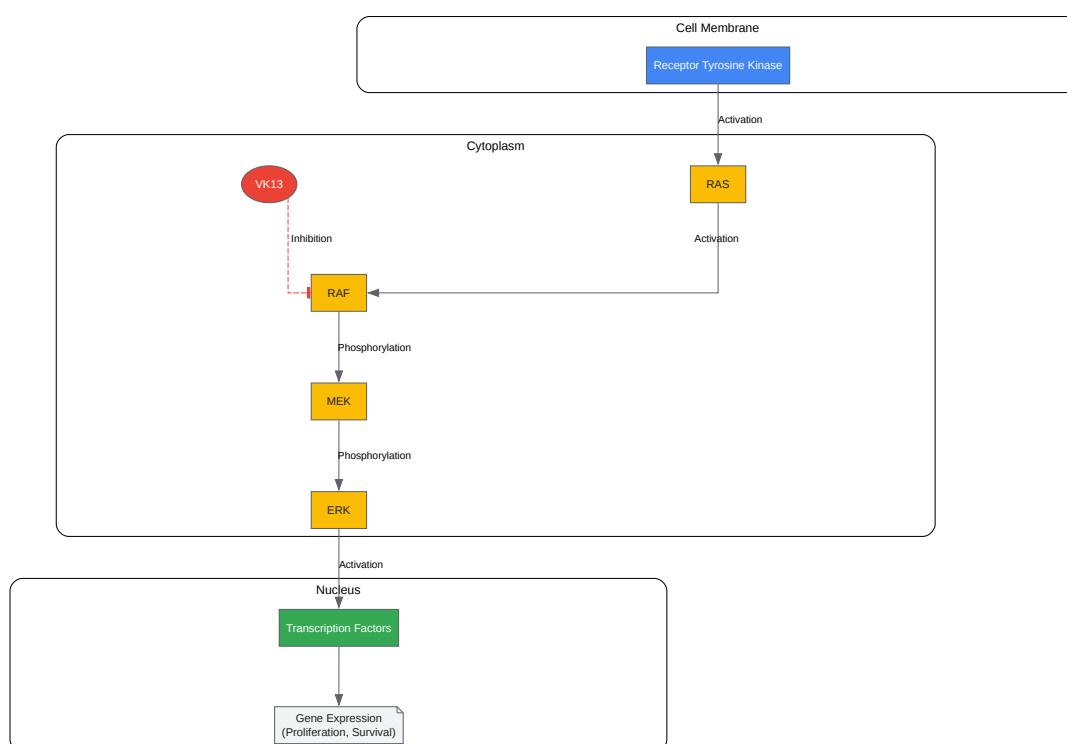 Cell Membrane
Receptor Tyrosine Kinase
Activation
Cytoplasm
VK13
RAS
Inhibition
Activation
RAF
Phosphorylation
MEK
Phosphorylation
ERK
Activation
Nucleus
Transcription Factors
Gene Expression
(Proliferation, Survival)